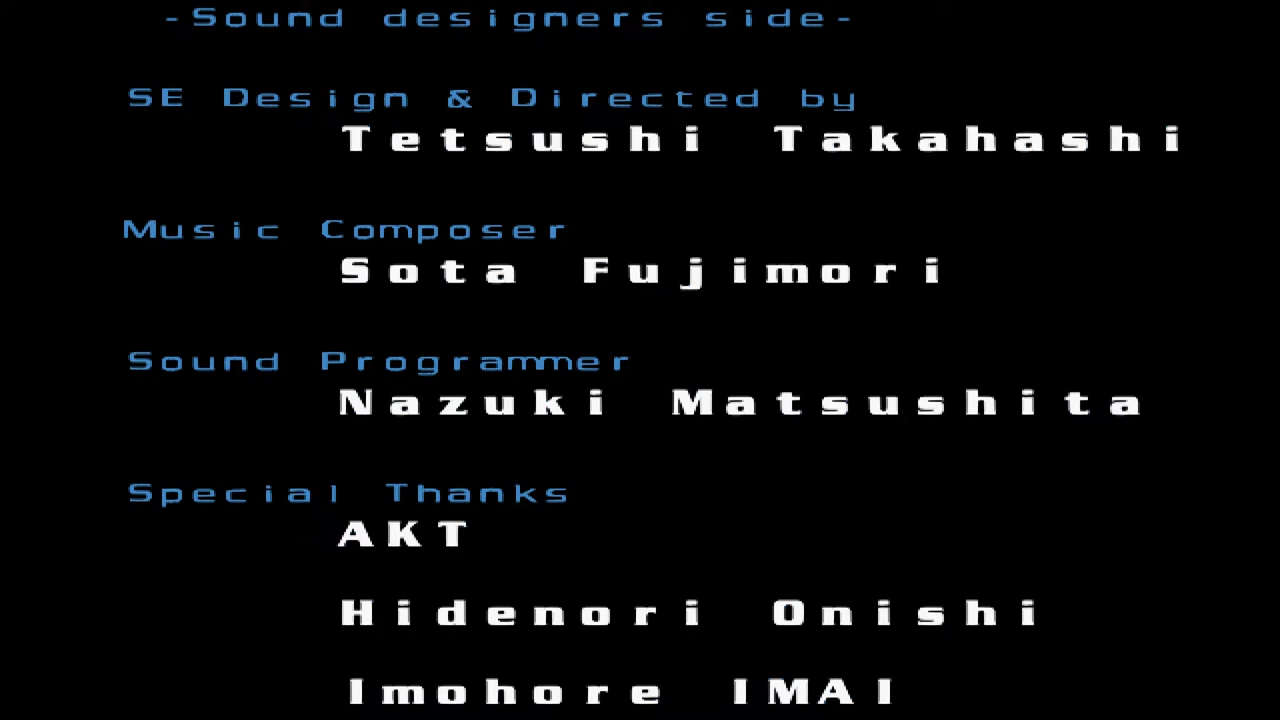 -Sound designers side-
SE Design & Directed by
Tetsushi Takahashi
Music Composer
Sota Fujimori
Sound Programmer
Nazuki Matsushita
Special Thanks
AKT
Hidenori Onishi
Imohore IMAI